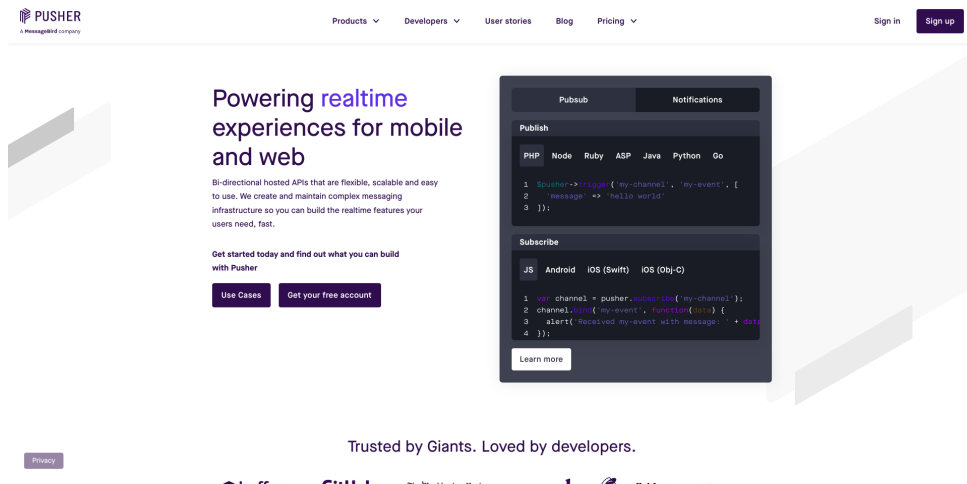 PUSHER
A MessageBird company
Products
Developers
User stories
Blog
Pricing
Sign in
Sign up
Powering realtime
experiences for mobile
and web
Bi-directional hosted APIs that are flexible, scalable and easy
to use. We create and maintain complex messaging
infrastructure so you can build the realtime features your
users need, fast.
Get started today and find out what you can build
with Pusher
Use Cases
Get your free account
Pubsub
Notifications
Publish
PHP Node Ruby ASP Java Python Go
1 $pusher->trigger('my-channel', 'my-event', [
2 'message' => 'hello world'
3 ]);
Subscribe
JS Android iOS (Swift) iOS (Obj-C)
1 var channel = pusher.subscribe('my-channel');
2 channel.bind('my-event', function(data) {
3 alert('Received my-event with message: ' + data
4 });
Learn more
Trusted by Giants. Loved by developers.
Privacy